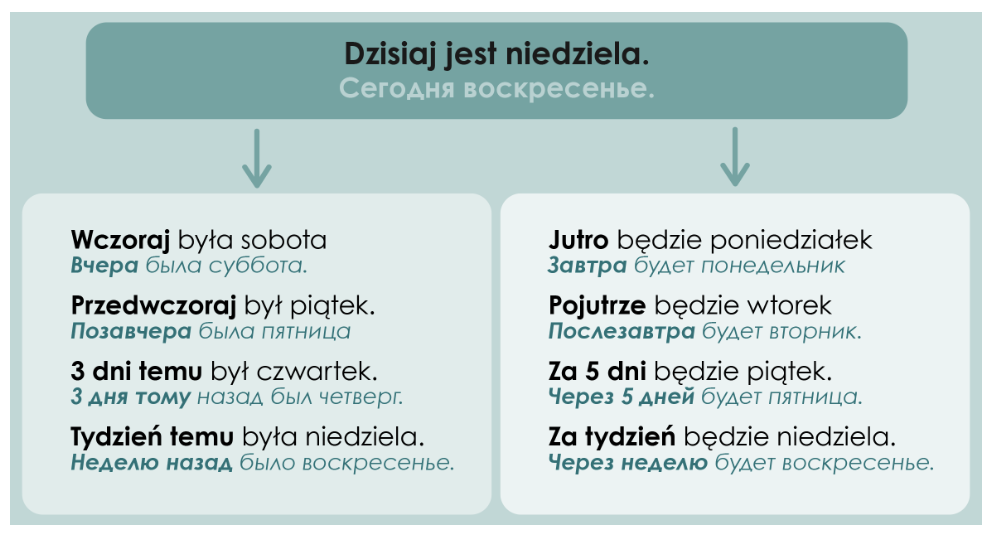 Dzisiaj jest niedziela.
Сегодня воскресенье.
Wczoraj była sobota
Вчера была суббота.
Przedwczoraj był piątek.
Позавчера была пятница
3 dni temu był czwartek.
3 дня тому назад был четверг.
Tydzień temu była niedziela.
Неделю назад было воскресенье.
Jutro będzie poniedziałek
Завтра будет понедельник
Pojutrze będzie wtorek
Послезавтра будет вторник.
Za 5 dni będzie piątek.
Через 5 дней будет пятница.
Za tydzień będzie niedziela.
Через неделю будет воскресенье.